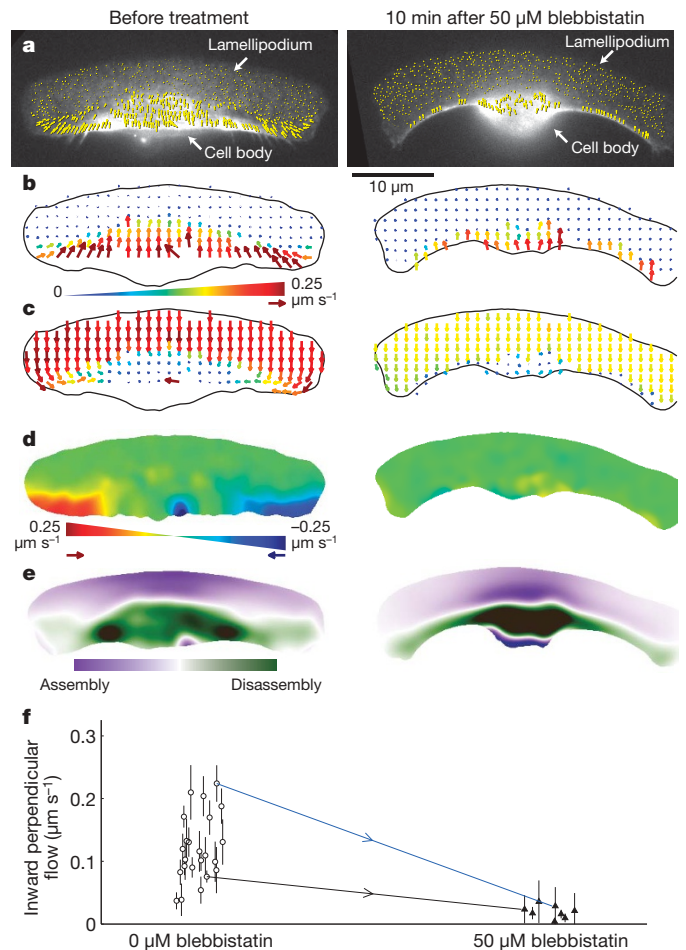 Before treatment
10 min after 50 μM blebbistatin
a
Lamellipodium
Cell body
Lamellipodium
Cell body
10 μm
b
0
0.25
μm s⁻¹
c
d
0.25
μm s⁻¹
−0.25
μm s⁻¹
e
Assembly
Disassembly
f
Inward perpendicular
flow (μm s⁻¹)
0.3
0.2
0.1
0
0 μM blebbistatin
50 μM blebbistatin